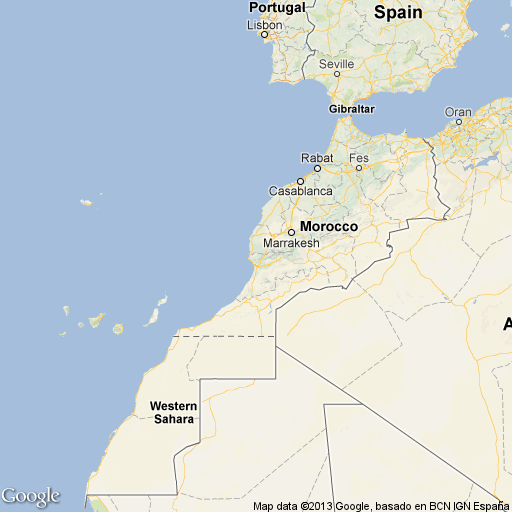 Portugal
Lisbon
Spain
Seville
Gibraltar
Oran
Rabat
Fes
Casablanca
Morocco
Marrakesh
A
Western
Sahara
Google
Map data ©2013 Google, basado en BCN IGN España